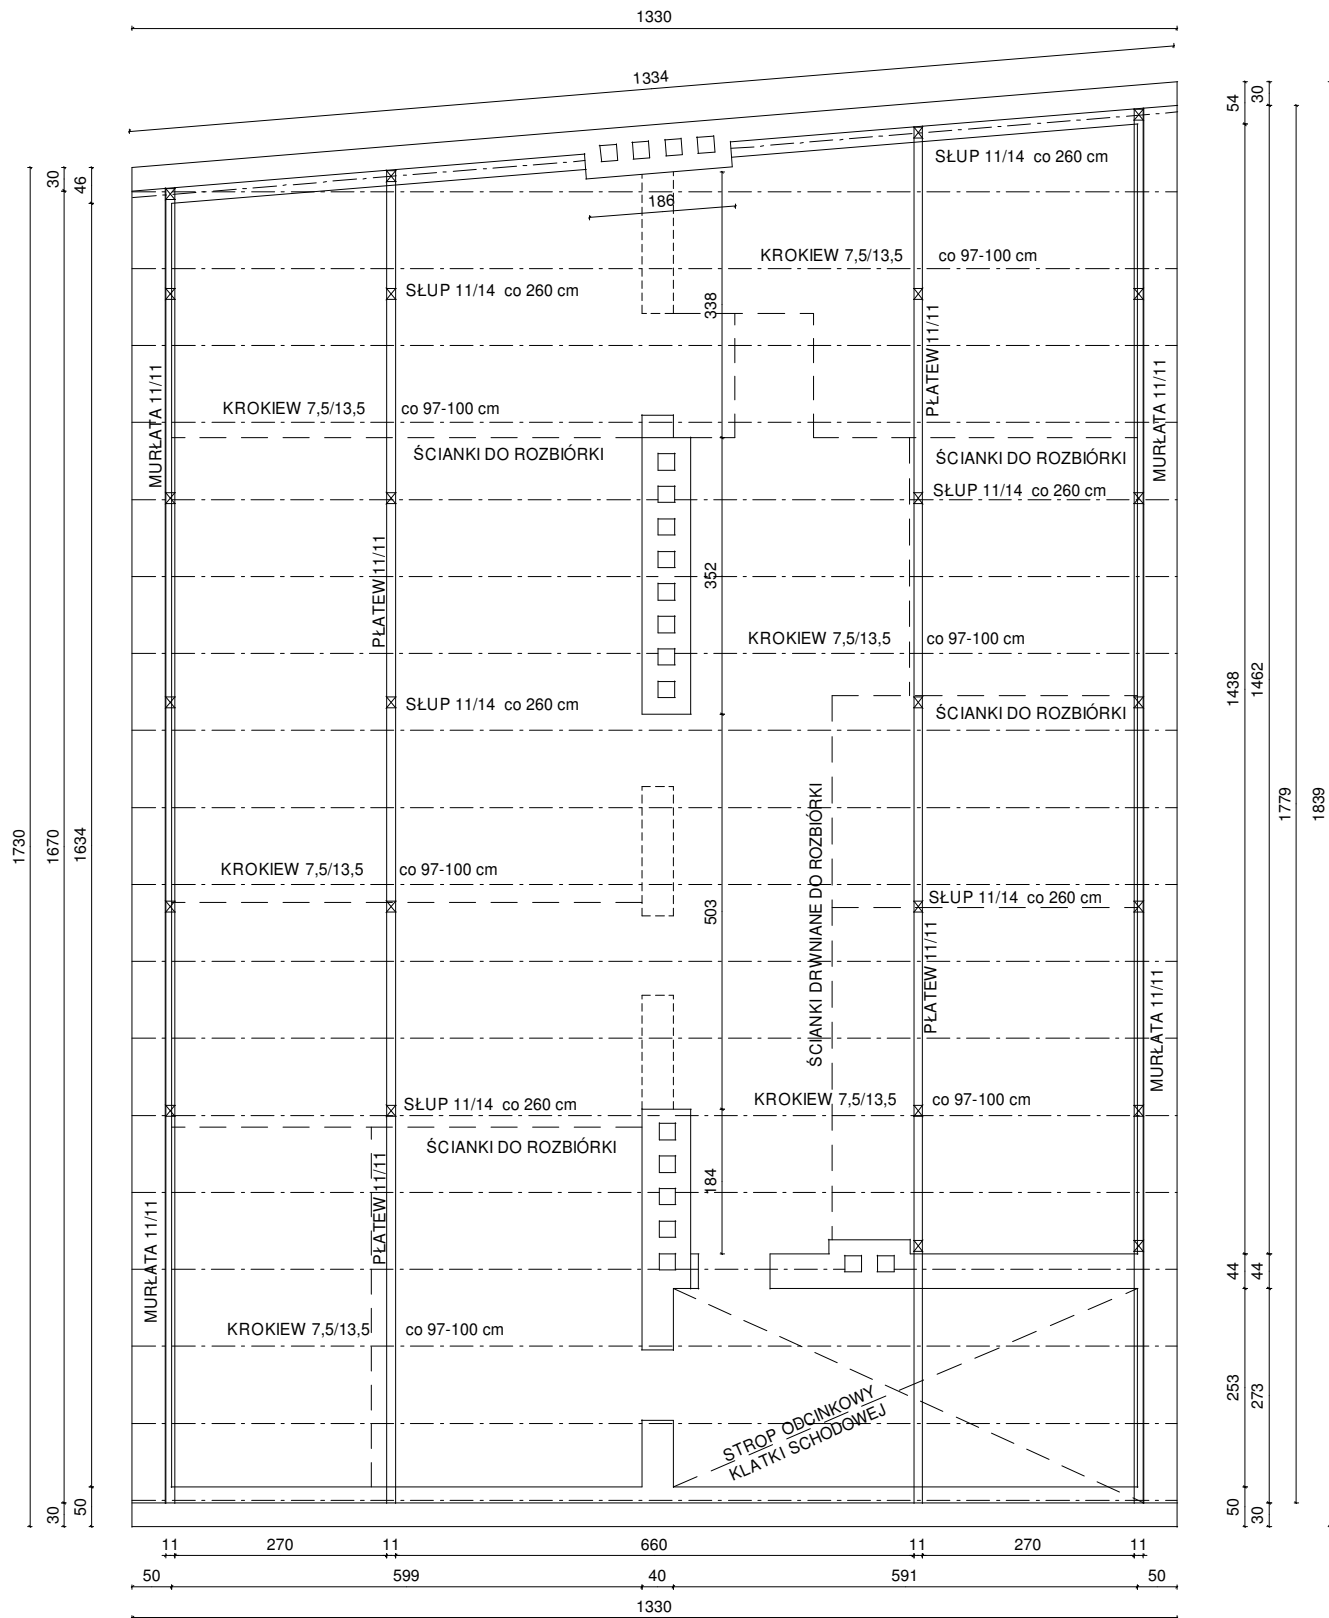 1330
1334
54
30
30
46
SŁUP 11/14 co 260 cm
186
KROKIEW 7,5/13,5 co 97-100 cm
SŁUP 11/14 co 260 cm
338
PŁATEW 11/11
MURŁATA 11/11
MURŁATA 11/11
KROKIEW 7,5/13,5 co 97-100 cm
ŚCIANKI DO ROZBIÓRKI
ŚCIANKI DO ROZBIÓRKI
SŁUP 11/14 co 260 cm
352
PŁATEW 11/11
KROKIEW 7,5/13,5 co 97-100 cm
1438
1462
SŁUP 11/14 co 260 cm
ŚCIANKI DO ROZBIÓRKI
1779
1839
1730
1670
1634
ŚCIANKI DRWNIANE DO ROZBIÓRKI
KROKIEW 7,5/13,5 co 97-100 cm
SŁUP 11/14 co 260 cm
503
PŁATEW 11/11
MURŁATA 11/11
KROKIEW 7,5/13,5 co 97-100 cm
SŁUP 11/14 co 260 cm
ŚCIANKI DO ROZBIÓRKI
184
PŁATEW 11/11
MURŁATA 11/11
44
44
KROKIEW 7,5/13,5 co 97-100 cm
253
273
STROP ODCINKOWY
KLATKI SCHODOWEJ
30
50
50
30
11
270
11
660
11
270
11
50
599
40
591
50
1330